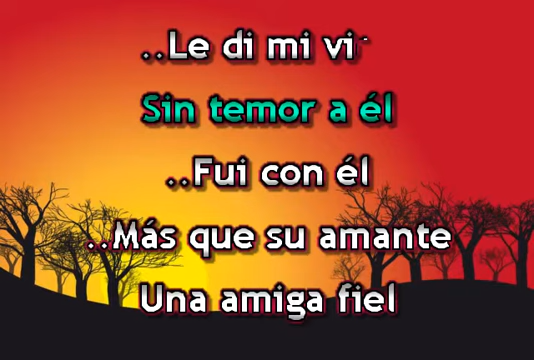 ..Le di mi vi
Sin temor a él
..Fui con él
..Más que su amante
Una amiga fiel